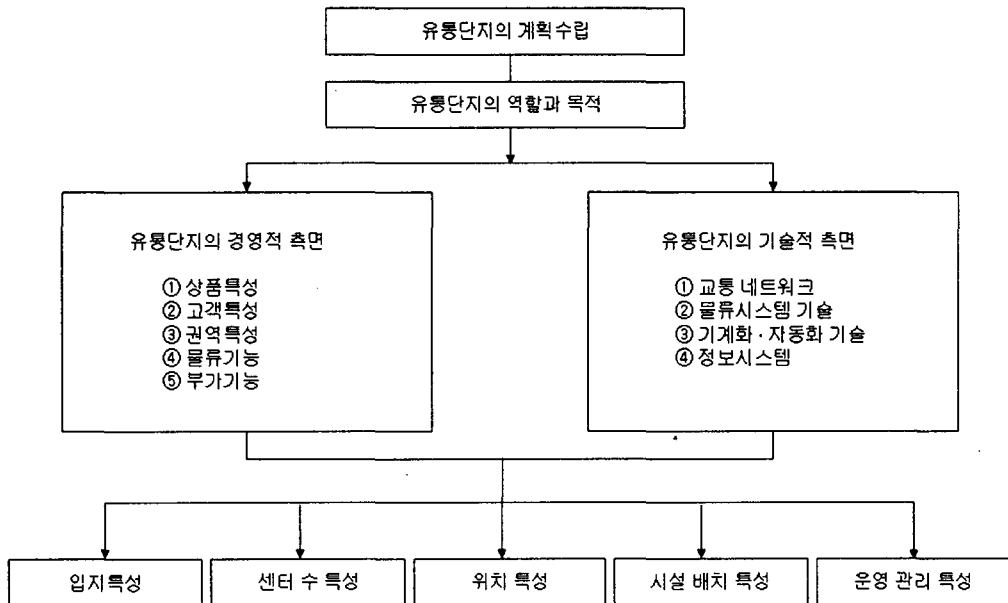 유통단지의 계획수립
유통단지의 역할과 목적
유통단지의 경영적 측면
① 상품특성
② 고객특성
③ 권역특성
④ 물류기능
⑤ 부가기능
유통단지의 기술적 측면
① 교통 네트워크
② 물류시스템 기술
③ 기계화 · 자동화 기술
④ 정보시스템
입지특성
센터 수 특성
위치 특성
시설 배치 특성
운영 관리 특성